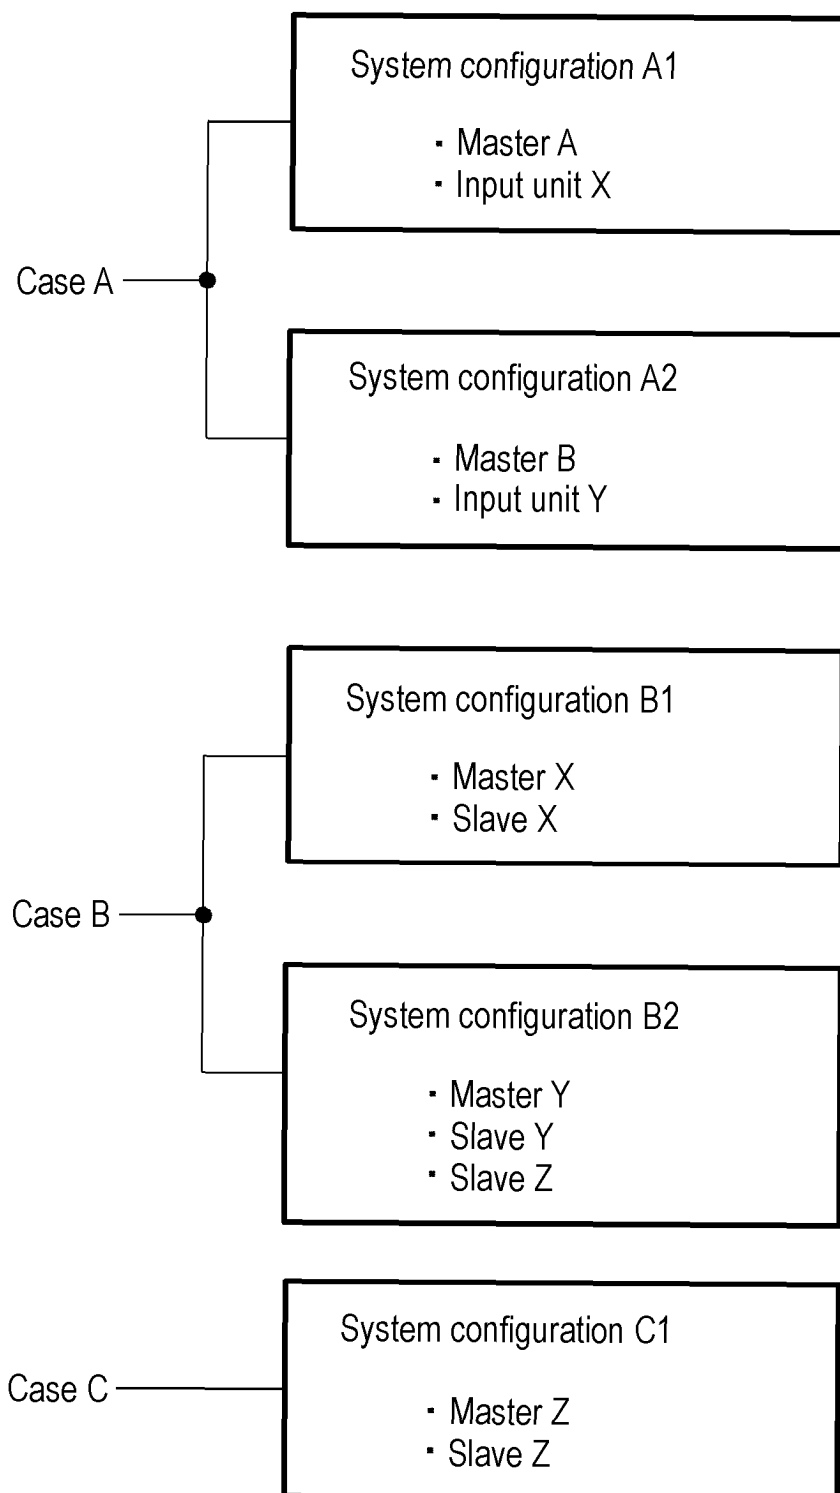 System configuration A1
▪ Master A
▪ Input unit X
Case A
System configuration A2
▪ Master B
▪ Input unit Y
System configuration B1
▪ Master X
▪ Slave X
Case B
System configuration B2
▪ Master Y
▪ Slave Y
▪ Slave Z
System configuration C1
Case C
▪ Master Z
▪ Slave Z